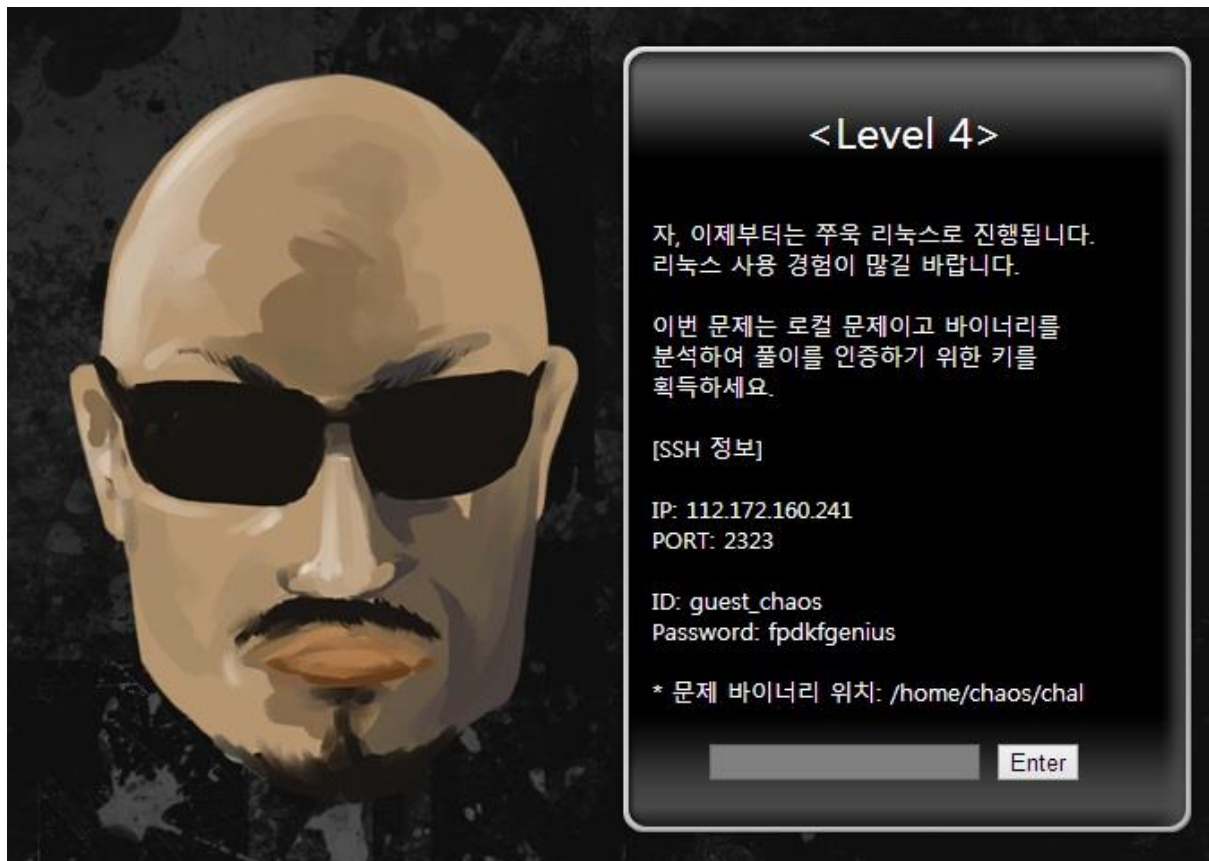 <Level 4>
자, 이제부터는 쭈욱 리눅스로 진행됩니다.
리눅스 사용 경험이 많길 바랍니다.
이번 문제는 로컬 문제이고 바이너리를
분석하여 풀이를 인증하기 위한 키를
획득하세요.
[SSH 정보]
IP: 112.172.160.241
PORT: 2323
ID: guest_chaos
Password: fpdkfgenius
* 문제 바이너리 위치: /home/chaos/chal
Enter